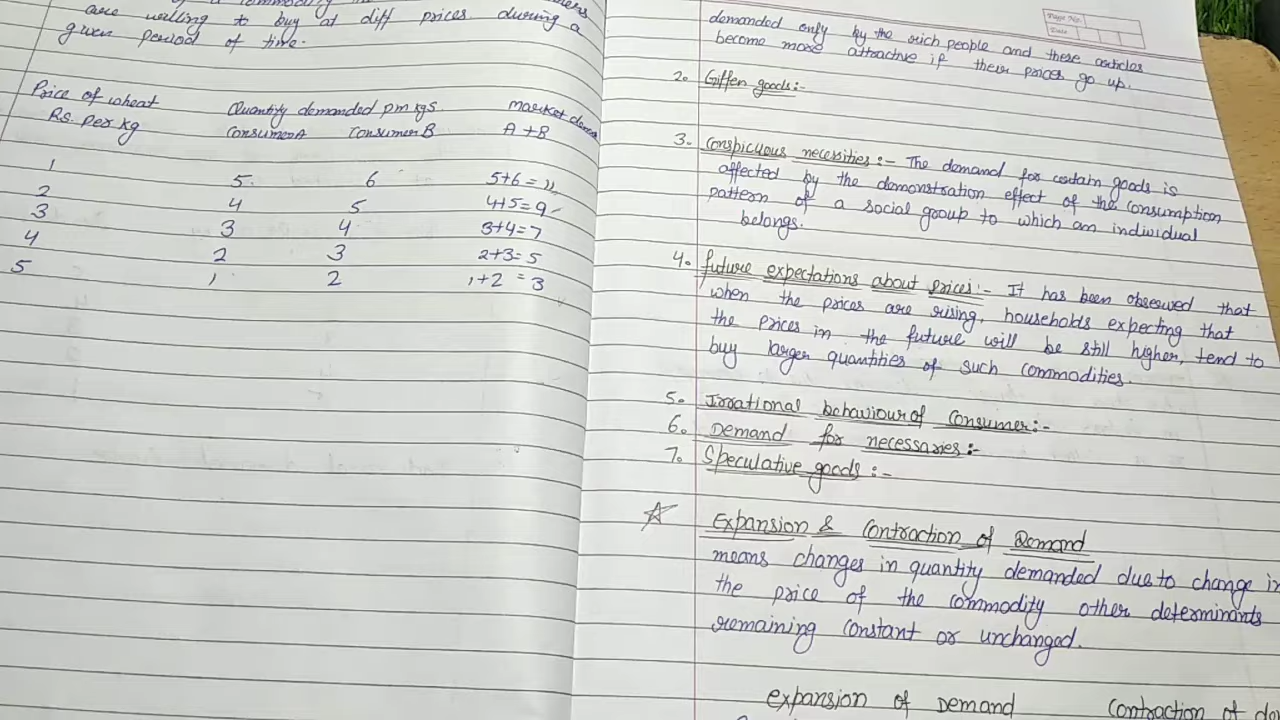 are willing to buy at diff prices during a
given period of time.
Price of wheat Quantity demanded pm kgs
Rs. per kg Consumer A Consumer B A + B
1 5 6 5+6 = 11
2 4 5 4+5=9
3 3 4 3+4=7
4 2 3 2+3=5
5 1 2 1+2 = 3
Page No.
Date
demanded only by the rich people and these articles
become more attractive if their prices go up.
2. Giffen goods:-
3. Conspicuous necessities:- The demand for certain goods is
affected by the demonstration effect of the consumption
pattern of a social group to which an individual
belongs.
4. future expectations about prices:- It has been observed that
when the prices are rising, households expecting that
the prices in the future will be still higher, tend to
buy larger quantities of such commodities.
5. Irrational behaviour of Consumer:-
6. Demand for necessaries:-
7. Speculative goods:-
Expansion & Contraction of Demand
means changes in quantity demanded due to change in
the price of the commodity other determinants
remaining constant or unchanged.
expansion of Demand Contraction of